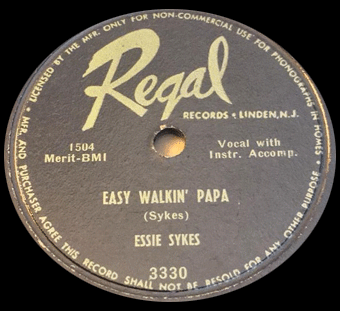 • LICENSED BY THE MFR. ONLY FOR NON-COMMERCIAL USE FOR PHONOGRAPHS IN HOMES •
Regal
RECORDS • LINDEN, N.J.
1504
Merit-BMI
Vocal with
Instr. Accomp.
EASY WALKIN' PAPA
(Sykes)
ESSIE SYKES
3330
MFR. AND PURCHASER AGREE THIS RECORD SHALL NOT BE RESOLD FOR ANY OTHER PURPOSE